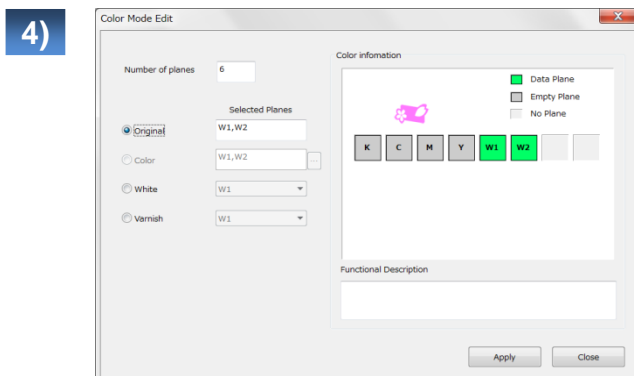 4)
Color Mode Edit
Number of planes
6
Selected Planes
Original
W1,W2
Color
W1,W2
...
White
W1
Varnish
W1
Color infomation
Data Plane
Empty Plane
No Plane
K C M Y W1 W2
Functional Description
Apply Close